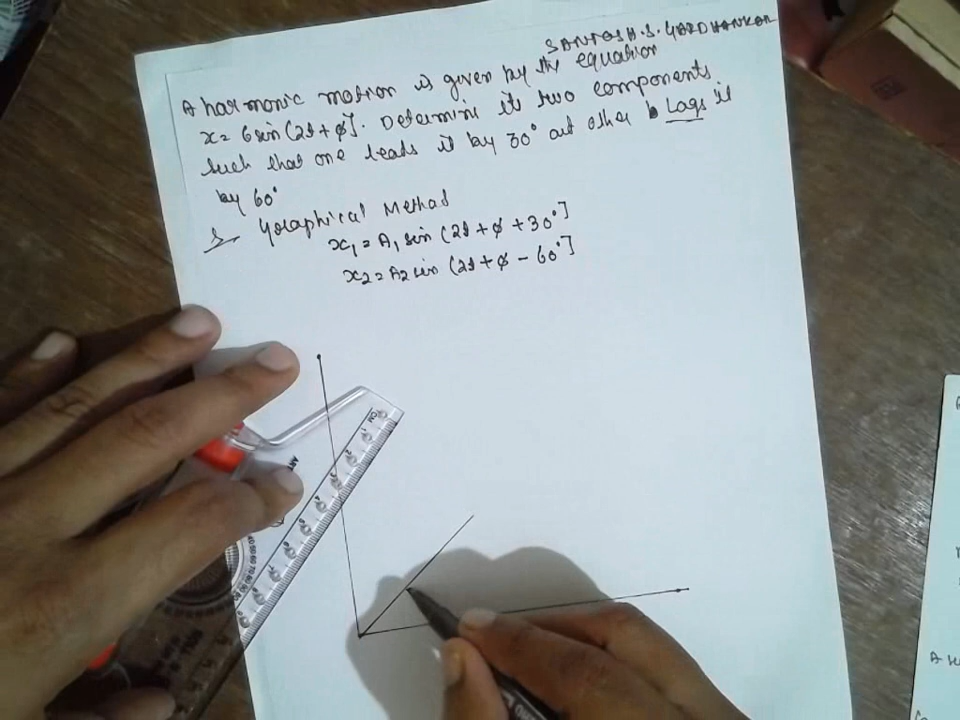 SANTOSH.S.YARDHANKAR
A harmonic motion is given by the equation
x = 6 sin (2t + ϕ]. Determine its two components
such that one leads it by 30° and other Lags it
by 60°
Graphical Method
x1 = A1 sin (2t + ϕ + 30°]
x2 = A2 sin (2t + ϕ - 60°]
CM